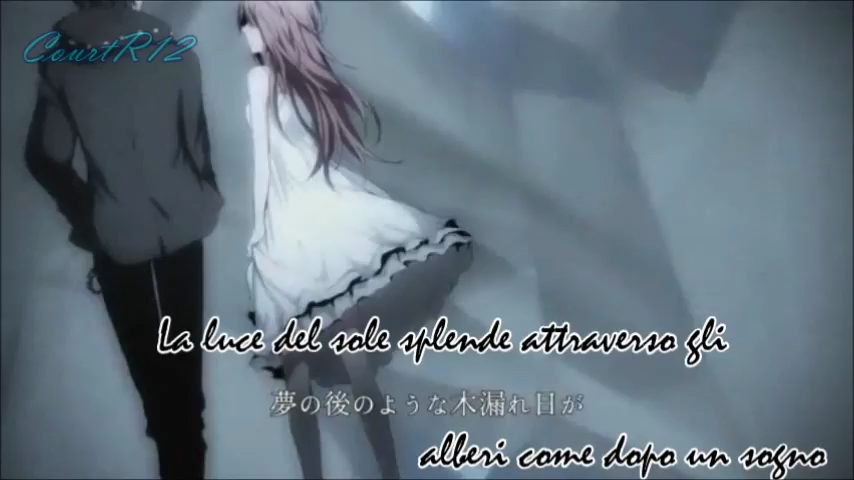 CourtR12
La luce del sole splende attraverso gli
夢の後のような木漏れ日が
alberi come dopo un sogno